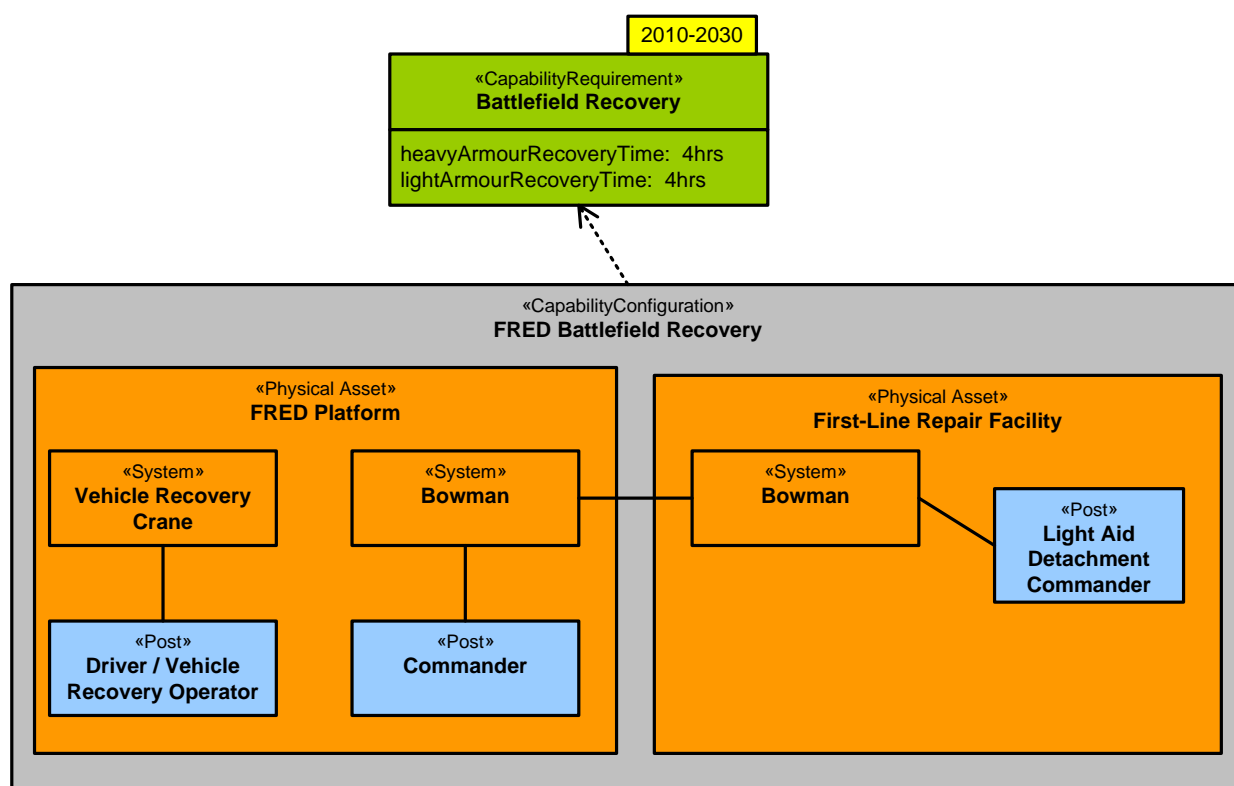 2010-2030
«CapabilityRequirement»
Battlefield Recovery
heavyArmourRecoveryTime: 4hrs
lightArmourRecoveryTime: 4hrs
«CapabilityConfiguration»
FRED Battlefield Recovery
«Physical Asset»
FRED Platform
«System»
Vehicle Recovery
Crane
«System»
Bowman
«Post»
Driver / Vehicle
Recovery Operator
«Post»
Commander
«Physical Asset»
First-Line Repair Facility
«System»
Bowman
«Post»
Light Aid
Detachment
Commander